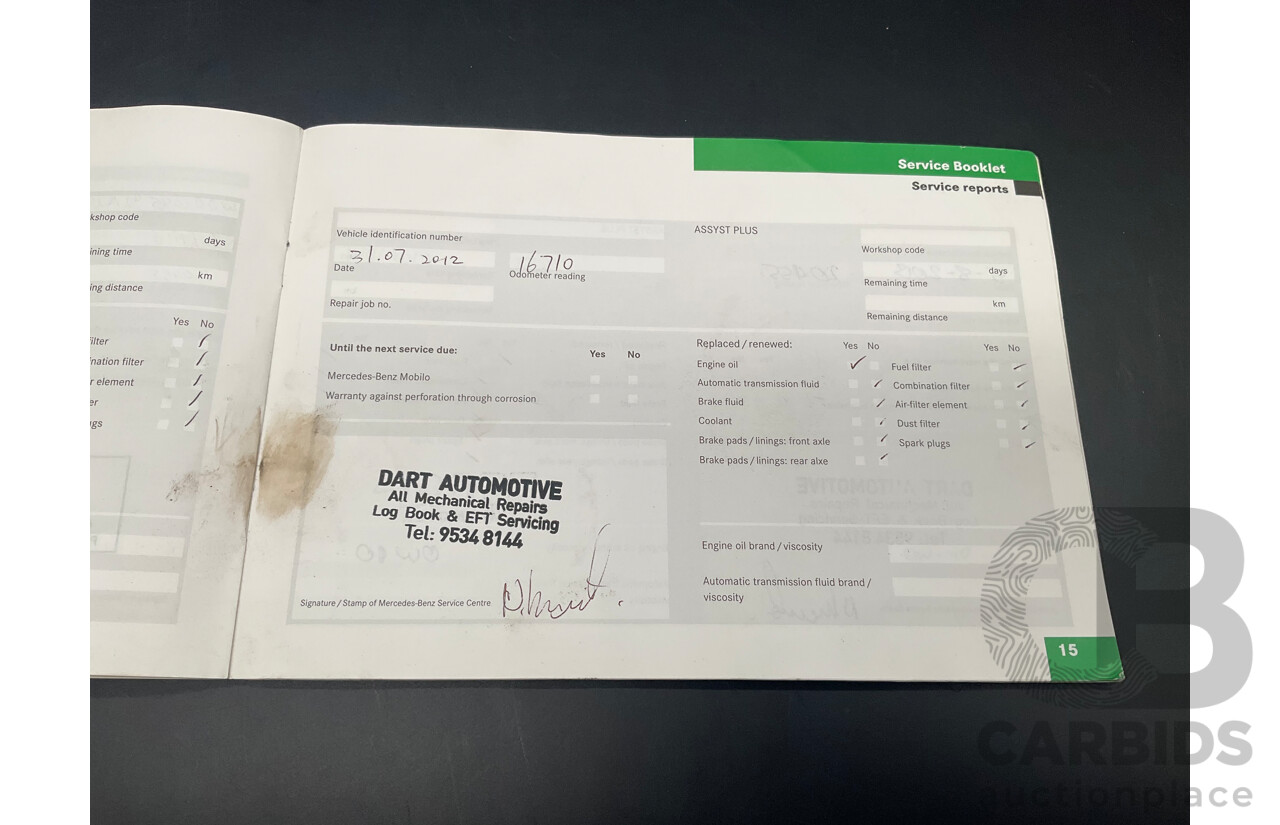 Service Booklet
Service reports
kshop code
days
ining time
km
ing distance
Yes No
ilter
nation filter
r element
er
gs
Vehicle identification number
31.07.2012
Date
16710
Odometer reading
Repair job no.
ASSYST PLUS
Workshop code
days
Remaining time
km
Remaining distance
Until the next service due:
Yes No
Mercedes-Benz Mobilo
Warranty against perforation through corrosion
Replaced / renewed:
Yes No
Yes No
Engine oil
Fuel filter
Automatic transmission fluid
Combination filter
Brake fluid
Air-filter element
Coolant
Dust filter
Brake pads / linings: front axle
Spark plugs
Brake pads / linings: rear alxe
DART AUTOMOTIVE
All Mechanical Repairs
Log Book & EFT Servicing
Tel: 9534 8144
Signature / Stamp of Mercedes-Benz Service Centre
Engine oil brand / viscosity
Automatic transmission fluid brand /
viscosity
15
CARBIDS
auctionplace